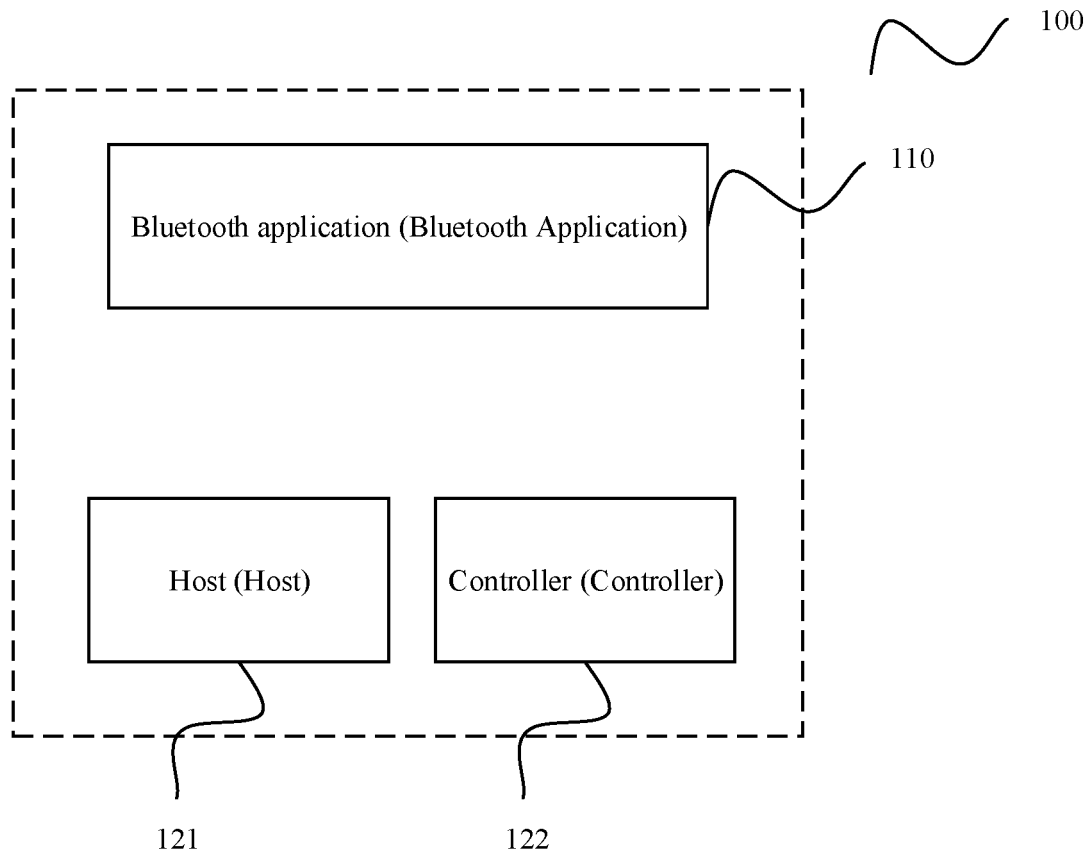 100
110
Bluetooth application (Bluetooth Application)
Host (Host)
Controller (Controller)
121
122